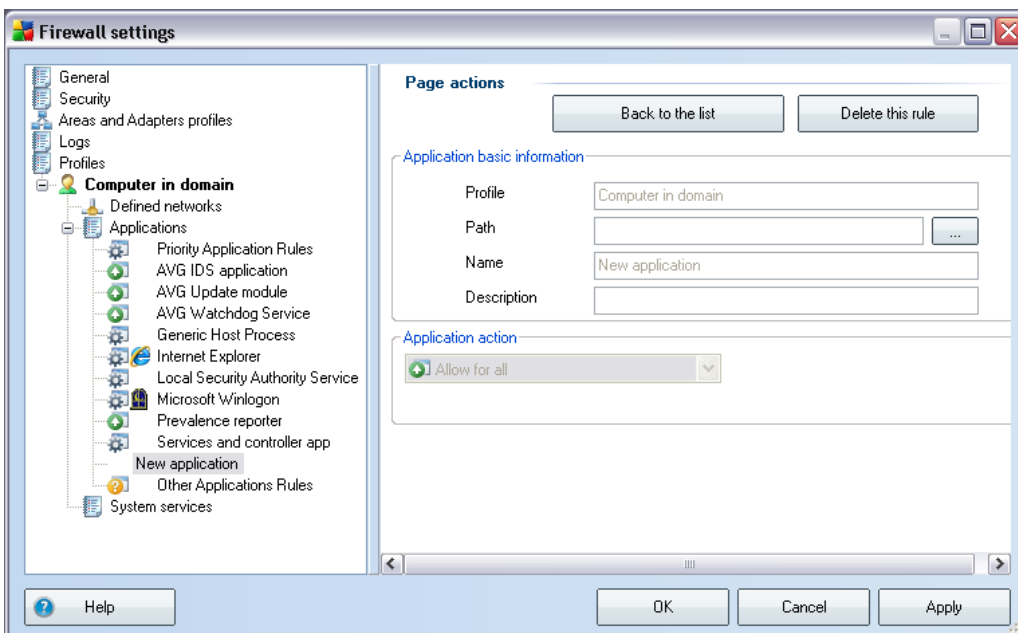 Firewall settings
General
Security
Areas and Adapters profiles
Logs
Profiles
Computer in domain
Defined networks
Applications
Priority Application Rules
AVG IDS application
AVG Update module
AVG Watchdog Service
Generic Host Process
Internet Explorer
Local Security Authority Service
Microsoft Winlogon
Prevalence reporter
Services and controller app
New application
Other Applications Rules
System services
Page actions
Back to the list
Delete this rule
Application basic information
Profile
Computer in domain
Path
...
Name
New application
Description
Application action
Allow for all
Help
OK
Cancel
Apply